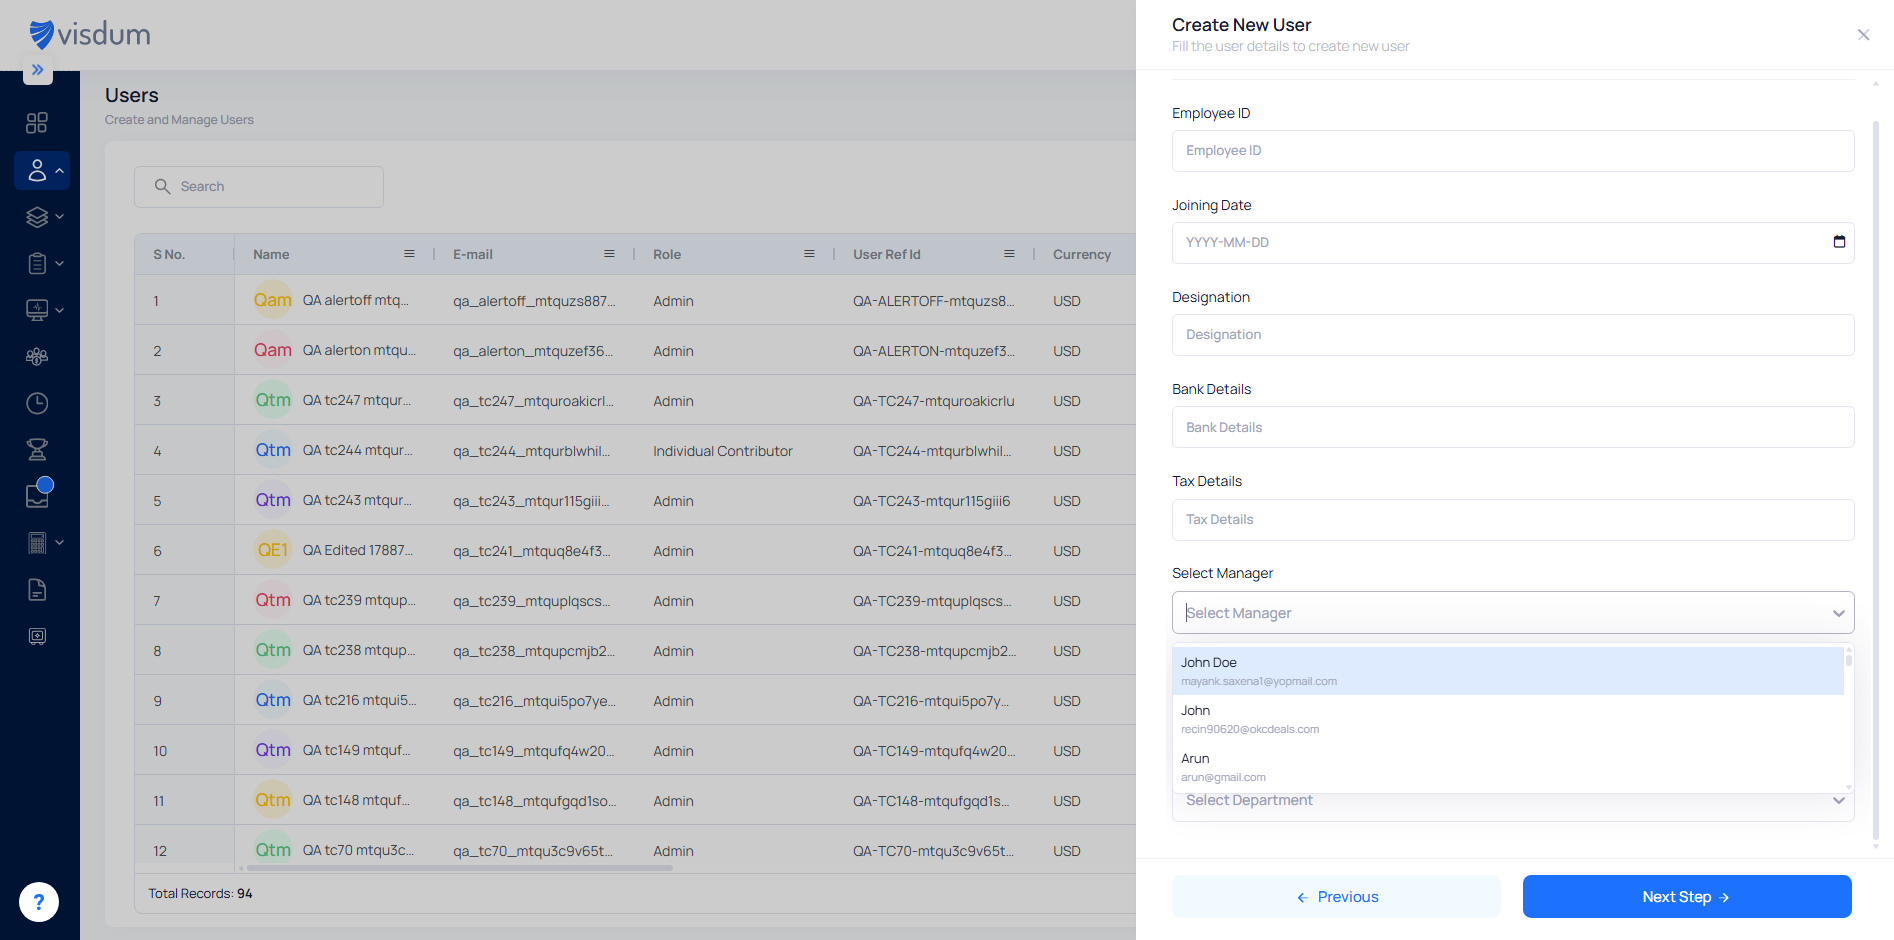 visdum
Users
Create and Manage Users
Search
S No. Name E-mail Role User Ref Id Currency
1 Qam QA alertoff mtq... qa_alertoff_mtquzs887... Admin QA-ALERTOFF-mtquzs8... USD
2 Qam QA alerton mtqu... qa_alerton_mtquzef36... Admin QA-ALERTON-mtquzef3... USD
3 Qtm QA tc247 mtqur... qa_tc247_mtquroakicrl... Admin QA-TC247-mtquroakicrlu USD
4 Qtm QA tc244 mtqur... qa_tc244_mtqurblwhil... Individual Contributor QA-TC244-mtqurblwhil... USD
5 Qtm QA tc243 mtqur... qa_tc243_mtqur115giii... Admin QA-TC243-mtqur115giii6 USD
6 QE1 QA Edited 17887... qa_tc241_mtquq8e4f3... Admin QA-TC241-mtquq8e4f3... USD
7 Qtm QA tc239 mtqup... qa_tc239_mtquplqscs... Admin QA-TC239-mtquplqscs... USD
8 Qtm QA tc238 mtqup... qa_tc238_mtqupcmjb2... Admin QA-TC238-mtqupcmjb2... USD
9 Qtm QA tc216 mtqui5... qa_tc216_mtqui5po7ye... Admin QA-TC216-mtqui5po7y... USD
10 Qtm QA tc149 mtquf... qa_tc149_mtqufq4w20... Admin QA-TC149-mtqufq4w20... USD
11 Qtm QA tc148 mtquf... qa_tc148_mtqufgqd1so... Admin QA-TC148-mtqufgqd1s... USD
12 Qtm QA tc70 mtqu3c... qa_tc70_mtqu3c9v65t... Admin QA-TC70-mtqu3c9v65t... USD
Total Records: 94
?
Create New User
Fill the user details to create new user
Employee ID
Employee ID
Joining Date
YYYY-MM-DD
Designation
Designation
Bank Details
Bank Details
Tax Details
Tax Details
Select Manager
Select Manager
John Doe
mayank.saxena1@yopmail.com
John
recin90620@okcdeals.com
Arun
arun@gmail.com
Select Department
← Previous
Next Step →